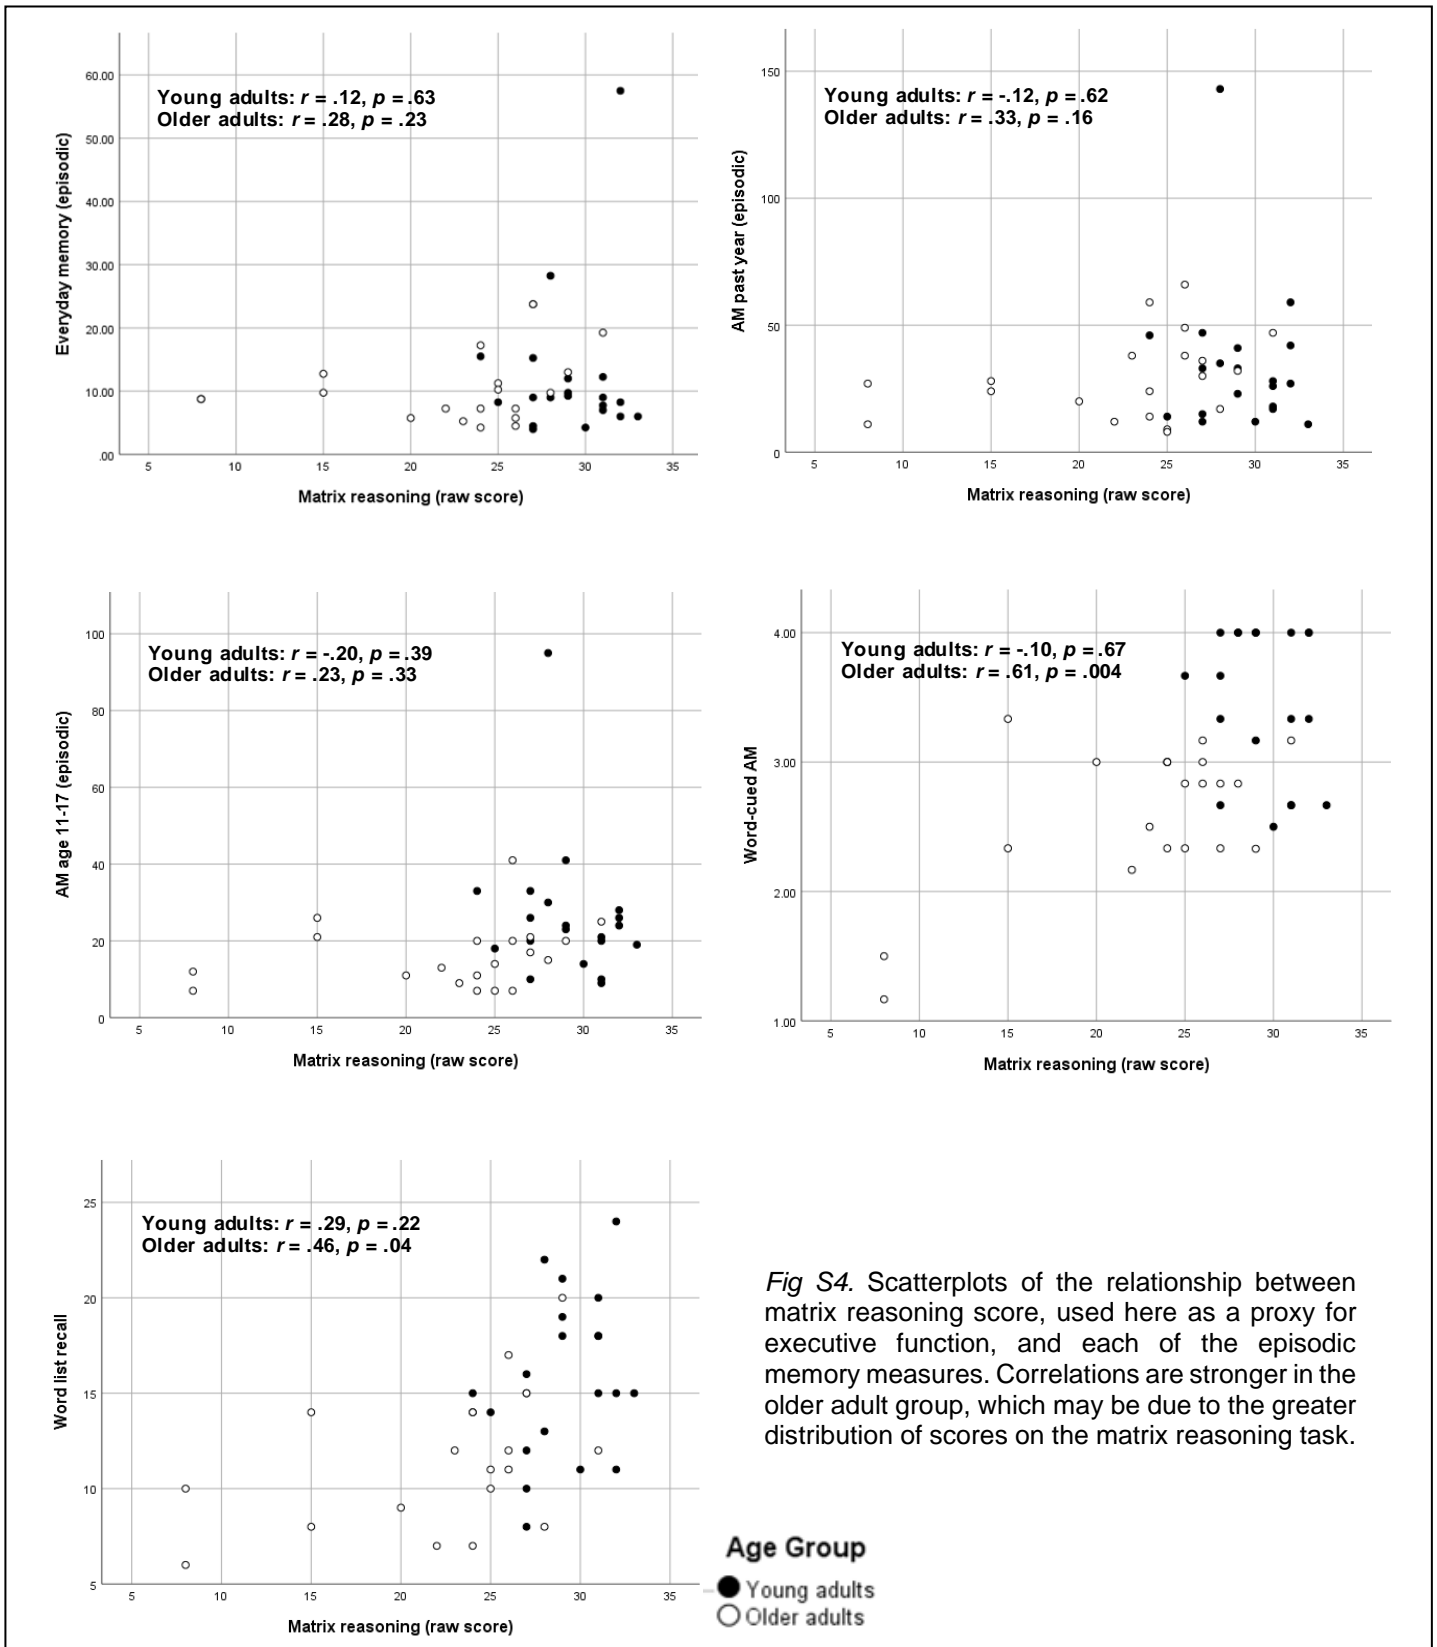 Young adults: r = .12, p = .63
Older adults: r = .28, p = .23
60.00
50.00
40.00
30.00
20.00
10.00
.00
Everyday memory (episodic)
5 10 15 20 25 30 35
Matrix reasoning (raw score)
Young adults: r = -.12, p = .62
Older adults: r = .33, p = .16
150
100
50
0
AM past year (episodic)
5 10 15 20 25 30 35
Matrix reasoning (raw score)
Young adults: r = -.20, p = .39
Older adults: r = .23, p = .33
100
80
60
40
20
0
AM age 11-17 (episodic)
5 10 15 20 25 30 35
Matrix reasoning (raw score)
Young adults: r = -.10, p = .67
Older adults: r = .61, p = .004
4.00
3.00
2.00
1.00
Word-cued AM
5 10 15 20 25 30 35
Matrix reasoning (raw score)
Young adults: r = .29, p = .22
Older adults: r = .46, p = .04
25
20
15
10
5
Word list recall
5 10 15 20 25 30 35
Matrix reasoning (raw score)
Fig S4. Scatterplots of the relationship between
matrix reasoning score, used here as a proxy for
executive function, and each of the episodic
memory measures. Correlations are stronger in the
older adult group, which may be due to the greater
distribution of scores on the matrix reasoning task.
Age Group
Young adults
Older adults